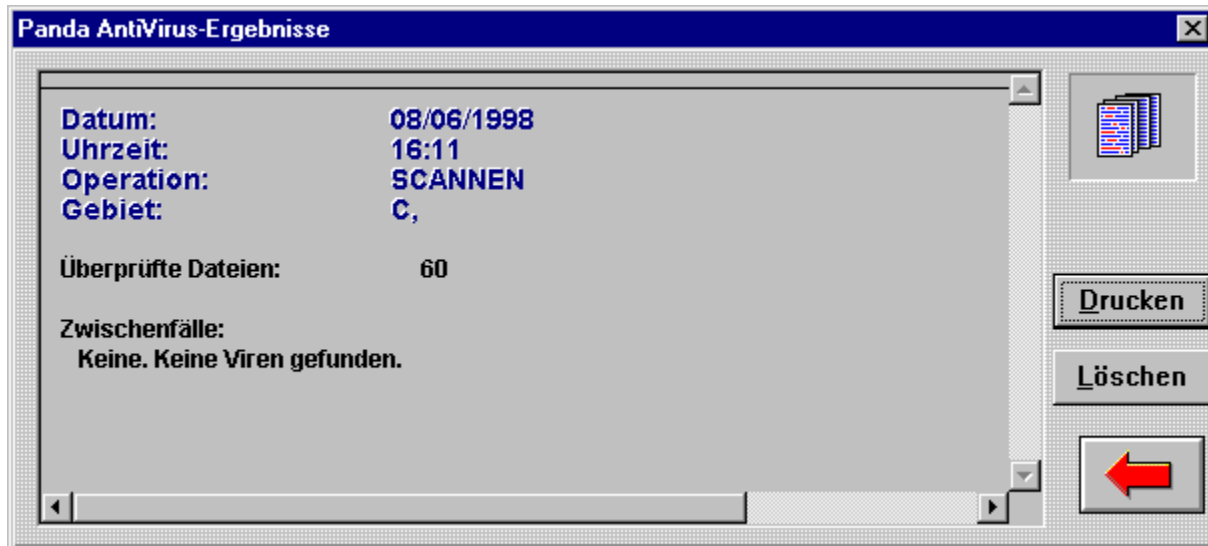 Panda AntiVirus-Ergebnisse
Datum: 08/06/1998
Uhrzeit: 16:11
Operation: SCANNEN
Gebiet: C,
Überprüfte Dateien: 60
Zwischenfälle:
Keine. Keine Viren gefunden.
Drucken
Löschen